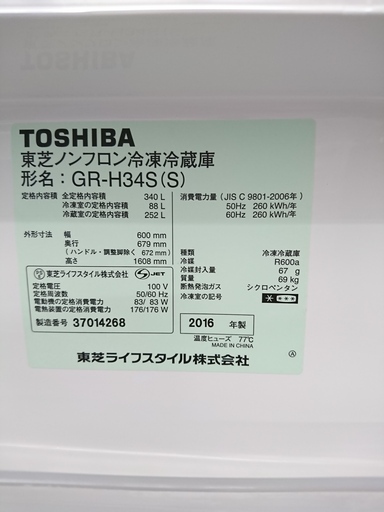 TOSHIBA
東芝ノンフロン冷凍冷蔵庫
形名：GR-H34S(S)
定格内容積 全定格内容積 340 L
冷凍室の定格内容積 88 L
冷蔵室の定格内容積 252 L
消費電力量（JIS C 9801-2006年）
50Hz 260 kWh/年
60Hz 260 kWh/年
外形寸法 幅 600 mm
奥行 679 mm
（ハンドル・調整脚除く 672 mm）
高さ 1608 mm
東芝ライフスタイル株式会社 S JET
定格電圧 100 V
定格周波数 50/60 Hz
電動機の定格消費電力 83/ 83 W
電熱装置の定格消費電力 176/176 W
製造番号 37014268
種類 冷凍冷蔵庫
冷媒 R600a
冷媒封入量 67 g
質量 69 kg
断熱発泡ガス シクロペンタン
冷凍室の記号
2016 年製
温度ヒューズ 77℃
MADE IN CHINA
東芝ライフスタイル株式会社
Ⓐ